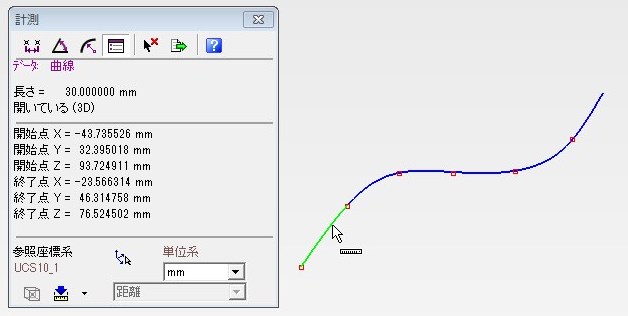 計測
データ: 曲線
長さ = 30.000000 mm
開いている (3D)
開始点 X = -43.735526 mm
開始点 Y = 32.395018 mm
開始点 Z = 93.724911 mm
終了点 X = -23.566314 mm
終了点 Y = 46.314758 mm
終了点 Z = 76.524502 mm
参照座標系 単位系
UCS10_1 mm
距離